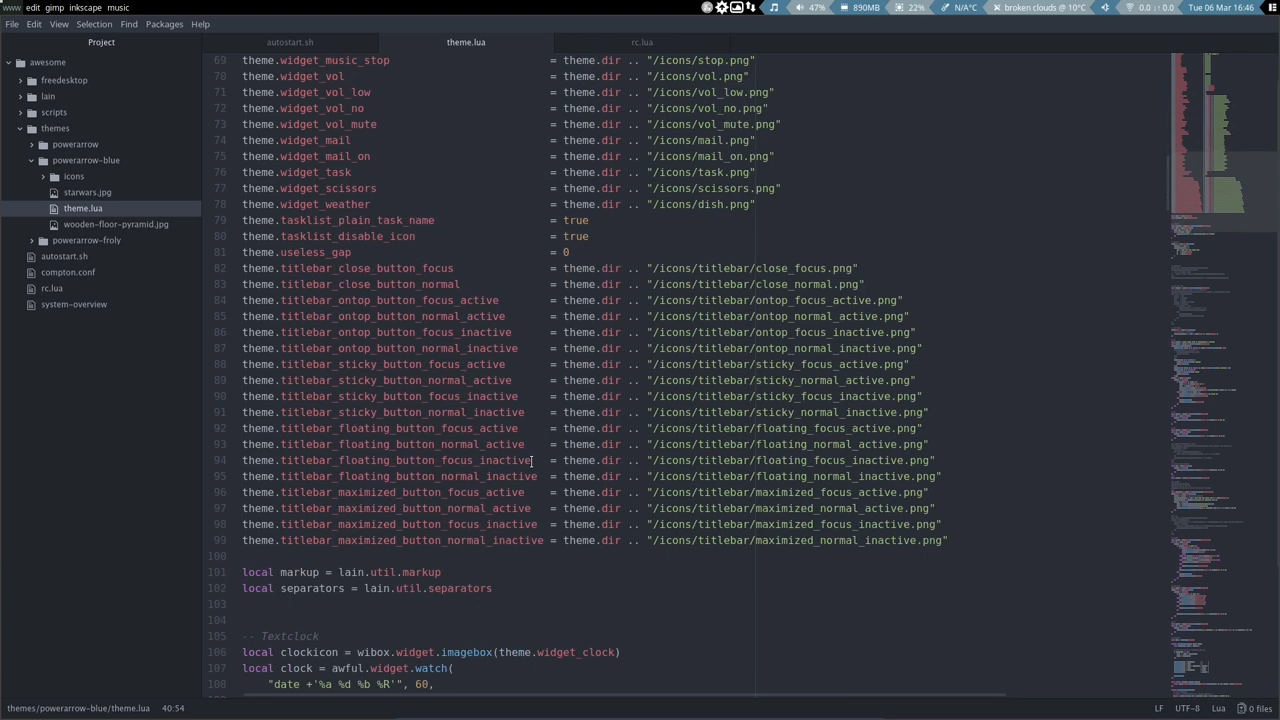 www edit gimp inkscape music
47% 890MB 22% N/A°C broken clouds @ 10°C 0.0 ↓↑ 0.0 Tue 06 Mar 16:46
File Edit View Selection Find Packages Help
Project
autostart.sh theme.lua rc.lua
awesome
freedesktop
lain
scripts
themes
powerarrow
powerarrow-blue
icons
starwars.jpg
theme.lua
wooden-floor-pyramid.jpg
powerarrow-froly
autostart.sh
compton.conf
rc.lua
system-overview
69 theme.widget_music_stop = theme.dir .. "/icons/stop.png"
70 theme.widget_vol = theme.dir .. "/icons/vol.png"
71 theme.widget_vol_low = theme.dir .. "/icons/vol_low.png"
72 theme.widget_vol_no = theme.dir .. "/icons/vol_no.png"
73 theme.widget_vol_mute = theme.dir .. "/icons/vol_mute.png"
74 theme.widget_mail = theme.dir .. "/icons/mail.png"
75 theme.widget_mail_on = theme.dir .. "/icons/mail_on.png"
76 theme.widget_task = theme.dir .. "/icons/task.png"
77 theme.widget_scissors = theme.dir .. "/icons/scissors.png"
78 theme.widget_weather = theme.dir .. "/icons/dish.png"
79 theme.tasklist_plain_task_name = true
80 theme.tasklist_disable_icon = true
81 theme.useless_gap = 0
82 theme.titlebar_close_button_focus = theme.dir .. "/icons/titlebar/close_focus.png"
83 theme.titlebar_close_button_normal = theme.dir .. "/icons/titlebar/close_normal.png"
84 theme.titlebar_ontop_button_focus_active = theme.dir .. "/icons/titlebar/ontop_focus_active.png"
85 theme.titlebar_ontop_button_normal_active = theme.dir .. "/icons/titlebar/ontop_normal_active.png"
86 theme.titlebar_ontop_button_focus_inactive = theme.dir .. "/icons/titlebar/ontop_focus_inactive.png"
87 theme.titlebar_ontop_button_normal_inactive = theme.dir .. "/icons/titlebar/ontop_normal_inactive.png"
88 theme.titlebar_sticky_button_focus_active = theme.dir .. "/icons/titlebar/sticky_focus_active.png"
89 theme.titlebar_sticky_button_normal_active = theme.dir .. "/icons/titlebar/sticky_normal_active.png"
90 theme.titlebar_sticky_button_focus_inactive = theme.dir .. "/icons/titlebar/sticky_focus_inactive.png"
91 theme.titlebar_sticky_button_normal_inactive = theme.dir .. "/icons/titlebar/sticky_normal_inactive.png"
92 theme.titlebar_floating_button_focus_active = theme.dir .. "/icons/titlebar/floating_focus_active.png"
93 theme.titlebar_floating_button_normal_active = theme.dir .. "/icons/titlebar/floating_normal_active.png"
94 theme.titlebar_floating_button_focus_inactive = theme.dir .. "/icons/titlebar/floating_focus_inactive.png"
95 theme.titlebar_floating_button_normal_inactive = theme.dir .. "/icons/titlebar/floating_normal_inactive.png"
96 theme.titlebar_maximized_button_focus_active = theme.dir .. "/icons/titlebar/maximized_focus_active.png"
97 theme.titlebar_maximized_button_normal_active = theme.dir .. "/icons/titlebar/maximized_normal_active.png"
98 theme.titlebar_maximized_button_focus_inactive = theme.dir .. "/icons/titlebar/maximized_focus_inactive.png"
99 theme.titlebar_maximized_button_normal_inactive = theme.dir .. "/icons/titlebar/maximized_normal_inactive.png"
100
101 local markup = lain.util.markup
102 local separators = lain.util.separators
103
104
105 -- Textclock
106 local clockicon = wibox.widget.imagebox(theme.widget_clock)
107 local clock = awful.widget.watch(
108 "date +'%a %d %b %R'", 60,
themes/powerarrow-blue/theme.lua 40:54 LF UTF-8 Lua 0 files